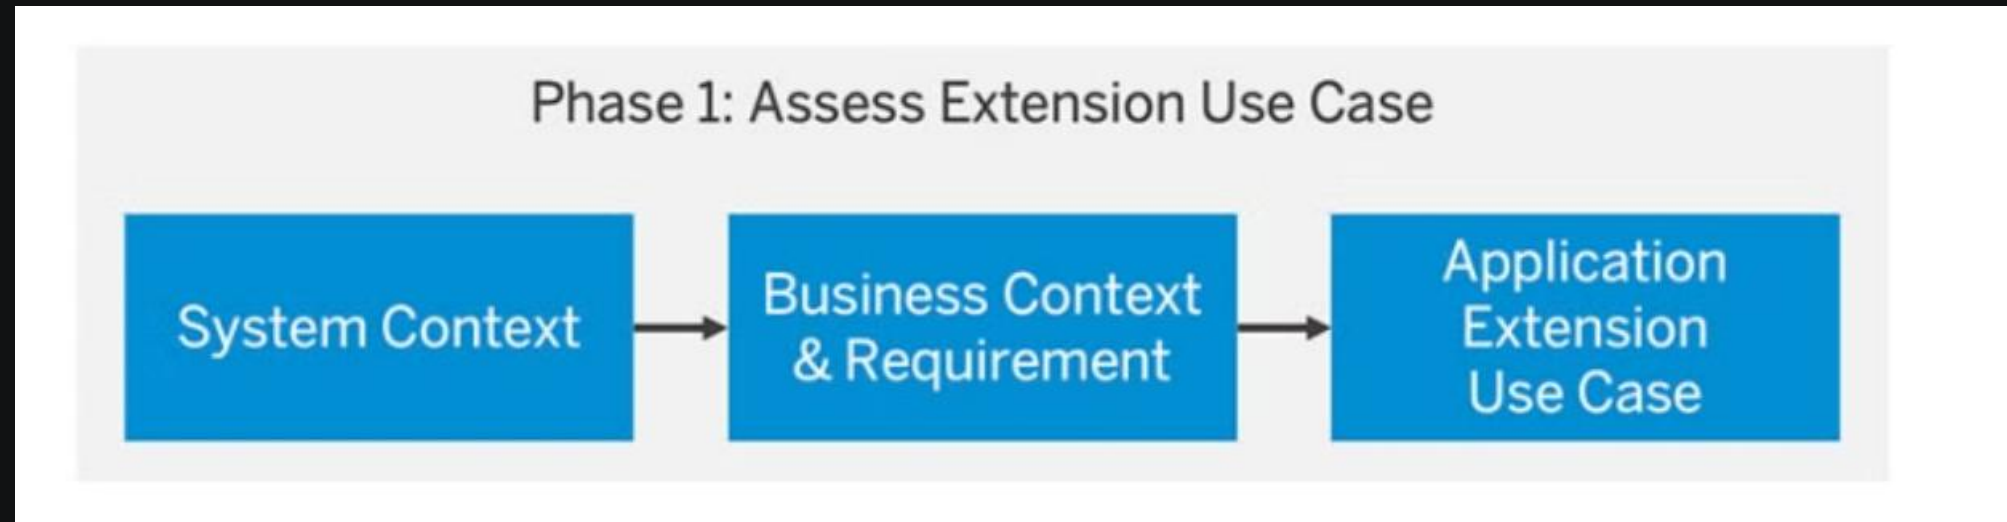 Phase 1: Assess Extension Use Case
System Context
Business Context
& Requirement
Application
Extension
Use Case